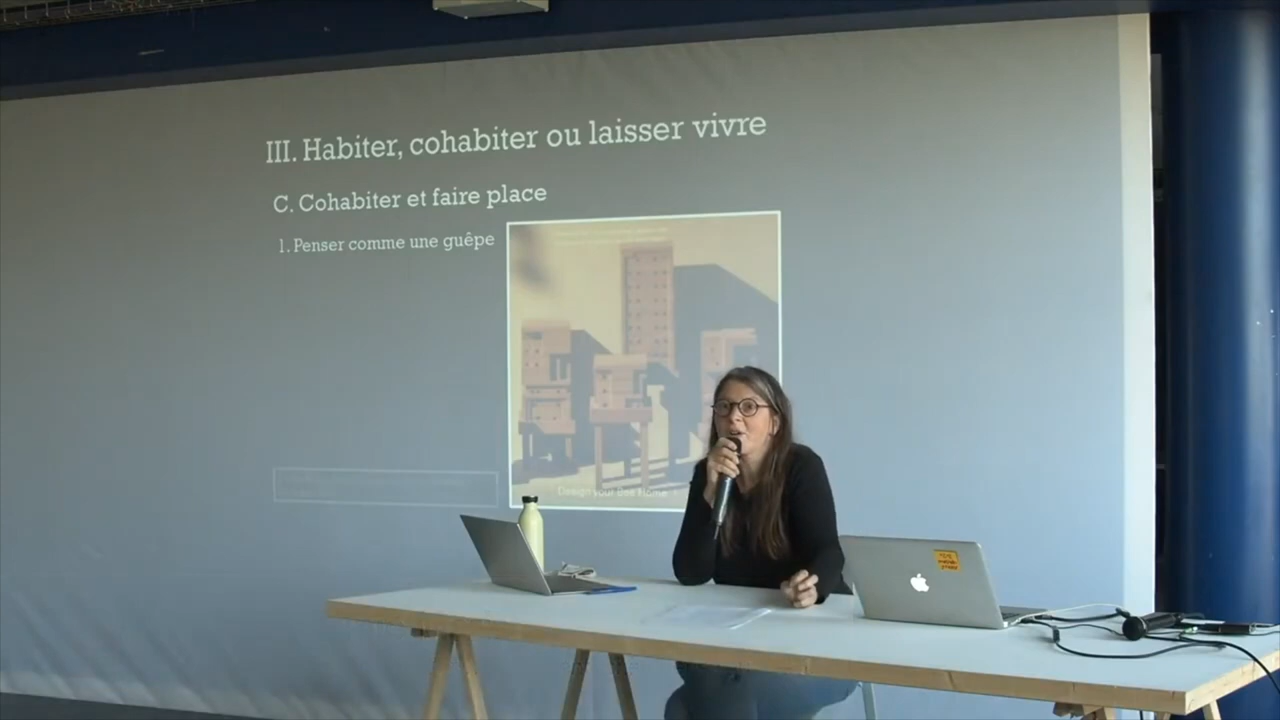 III. Habiter, cohabiter ou laisser vivre
C. Cohabiter et faire place
1. Penser comme une guêpe
Design your Bee Home